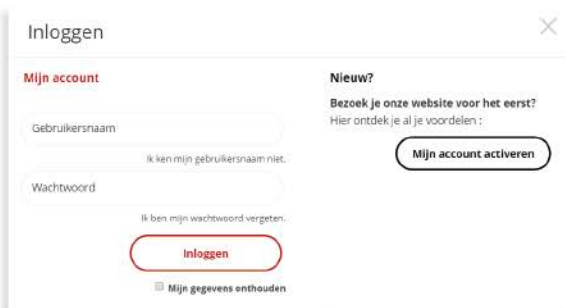 Inloggen
Mijn account
Gebruikersnaam
Ik ken mijn gebruikersnaam niet.
Wachtwoord
Ik ben mijn wachtwoord vergeten.
Inloggen
Mijn gegevens onthouden
Nieuw?
Bezoek je onze website voor het eerst?
Hier ontdek je al je voordelen :
Mijn account activeren